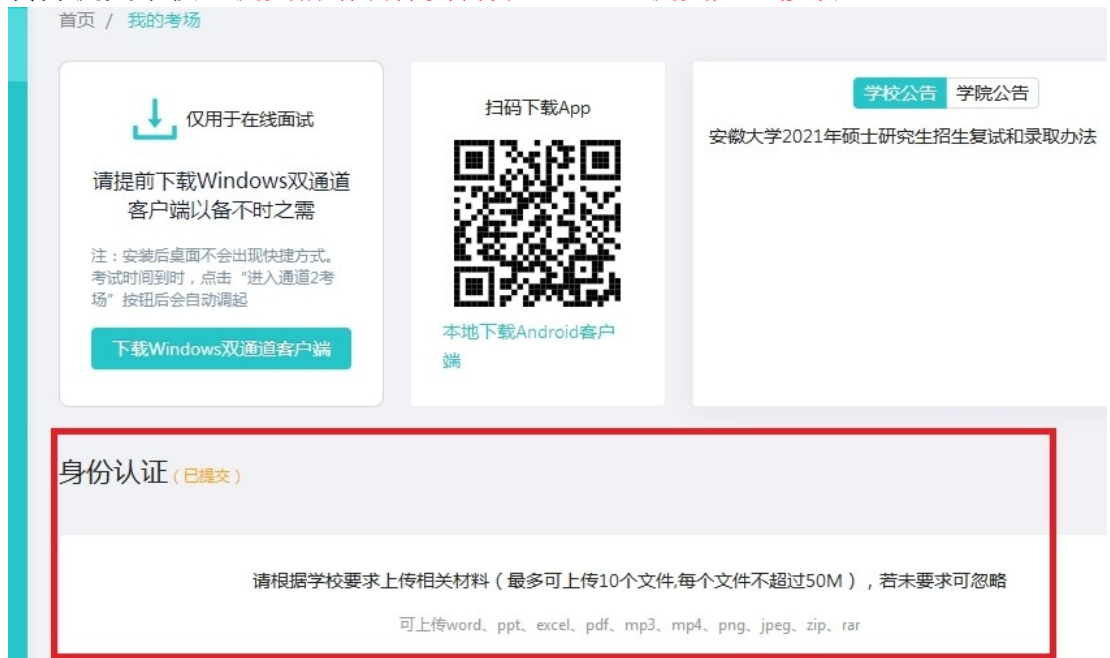 首页 / 我的考场
仅用于在线面试
请提前下载Windows双通道
客户端以备不时之需
注：安装后桌面不会出现快捷方式。
考试时间到时，点击“进入通道2考
场”按钮后会自动调起
下载Windows双通道客户端
扫码下载App
本地下载Android客户
端
学校公告 学院公告
安徽大学2021年硕士研究生招生复试和录取办法
身份认证（已提交）
请根据学校要求上传相关材料（最多可上传10个文件,每个文件不超过50M），若未要求可忽略
可上传word、ppt、excel、pdf、mp3、mp4、png、jpeg、zip、rar